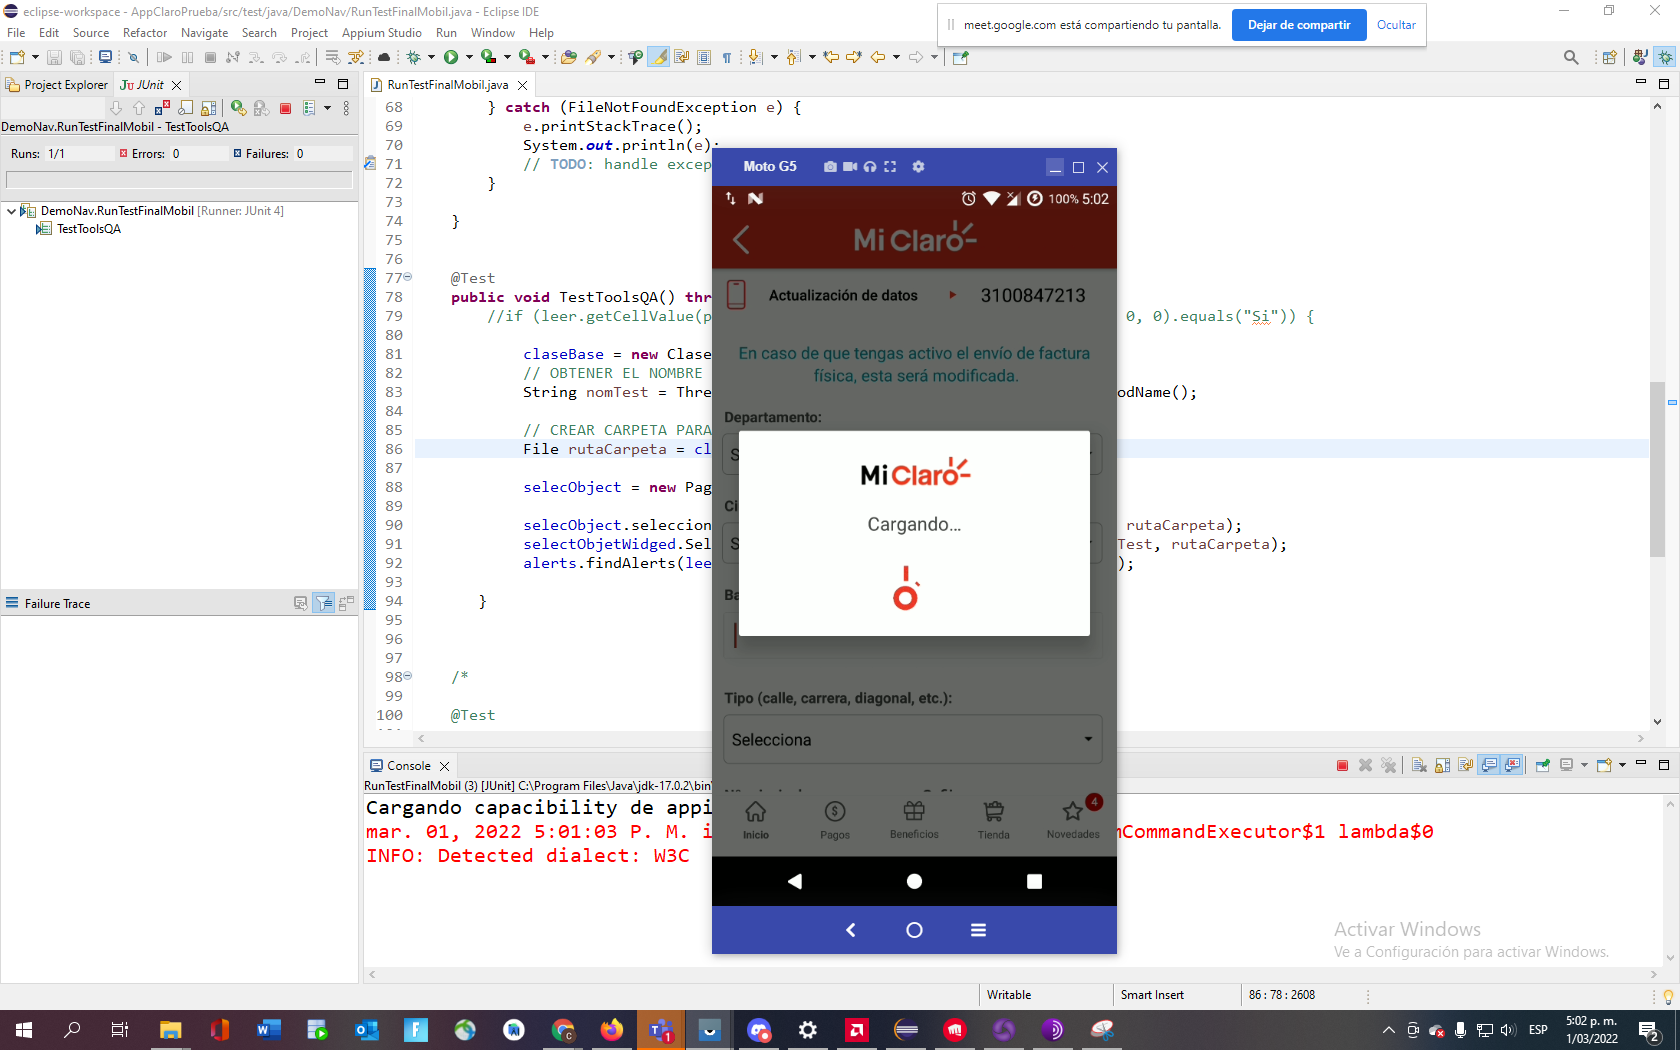 eclipse-workspace - AppClaroPrueba/src/test/java/DemoNav/RunTestFinalMobil.java - Eclipse IDE
meet.google.com está compartiendo tu pantalla. Dejar de compartir Ocultar
File Edit Source Refactor Navigate Search Project Appium Studio Run Window Help
Project Explorer JUnit
DemoNav.RunTestFinalMobil - TestToolsQA
Runs: 1/1 Errors: 0 Failures: 0
DemoNav.RunTestFinalMobil [Runner: JUnit 4]
TestToolsQA
Failure Trace
RunTestFinalMobil.java
68 } catch (FileNotFoundException e) {
69 e.printStackTrace();
70 System.out.println(e);
71 // TODO: handle excep
72 }
73
74 }
75
76
77 @Test
78 public void TestToolsQA() thr
79 //if (leer.getCellValue(p 0, 0).equals("Si")) {
80
81 claseBase = new Clase
82 // OBTENER EL NOMBRE
83 String nomTest = Thre odName();
84
85 // CREAR CARPETA PARA
86 File rutaCarpeta = cl
87
88 selecObject = new Pag
89
90 selecObject.seleccion rutaCarpeta);
91 selectObjetWidged.Sel Test, rutaCarpeta);
92 alerts.findAlerts(lee );
93
94 }
95
96
97
98 /*
99
100 @Test
Moto G5
100% 5:02
Mi Claro
Actualización de datos 3100847213
En caso de que tengas activo el envío de factura
física, esta será modificada.
Departamento:
S
Mi Claro
Cargando...
Ci
S
Ba
Tipo (calle, carrera, diagonal, etc.):
Selecciona
4
Inicio Pagos Beneficios Tienda Novedades
Console
RunTestFinalMobil (3) [JUnit] C:\Program Files\Java\jdk-17.0.2\bin\
Cargando capacibility de appi
mar. 01, 2022 5:01:03 P. M. i mCommandExecutor$1 lambda$0
INFO: Detected dialect: W3C
Activar Windows
Ve a Configuración para activar Windows.
Writable Smart Insert 86 : 78 : 2608
1
ESP
5:02 p. m.
1/03/2022
2